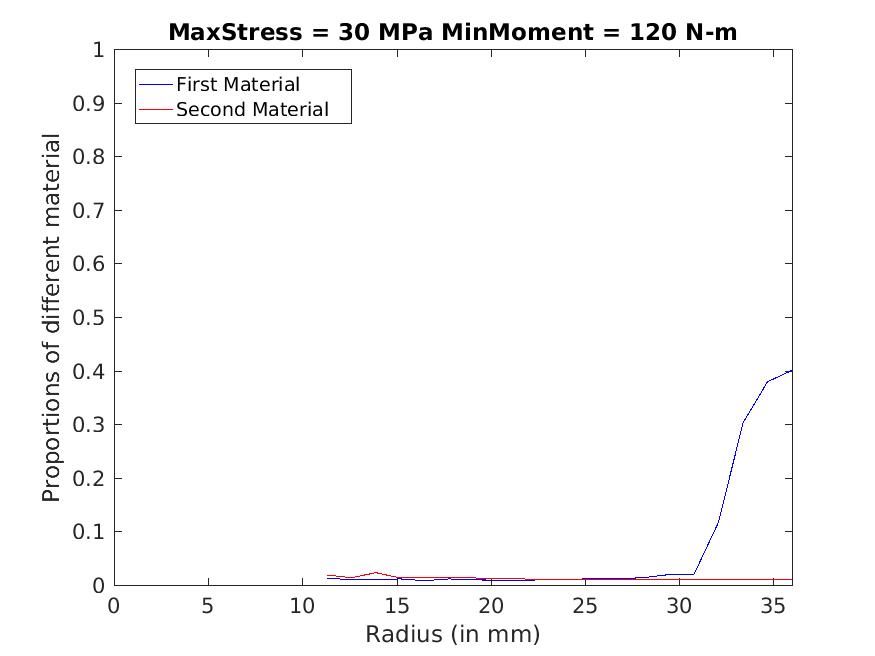 MaxStress = 30 MPa MinMoment = 120 N-m
1
0.9
0.8
0.7
0.6
0.5
0.4
0.3
0.2
0.1
0
First Material
Second Material
Proportions of different material
0 5 10 15 20 25 30 35
Radius (in mm)